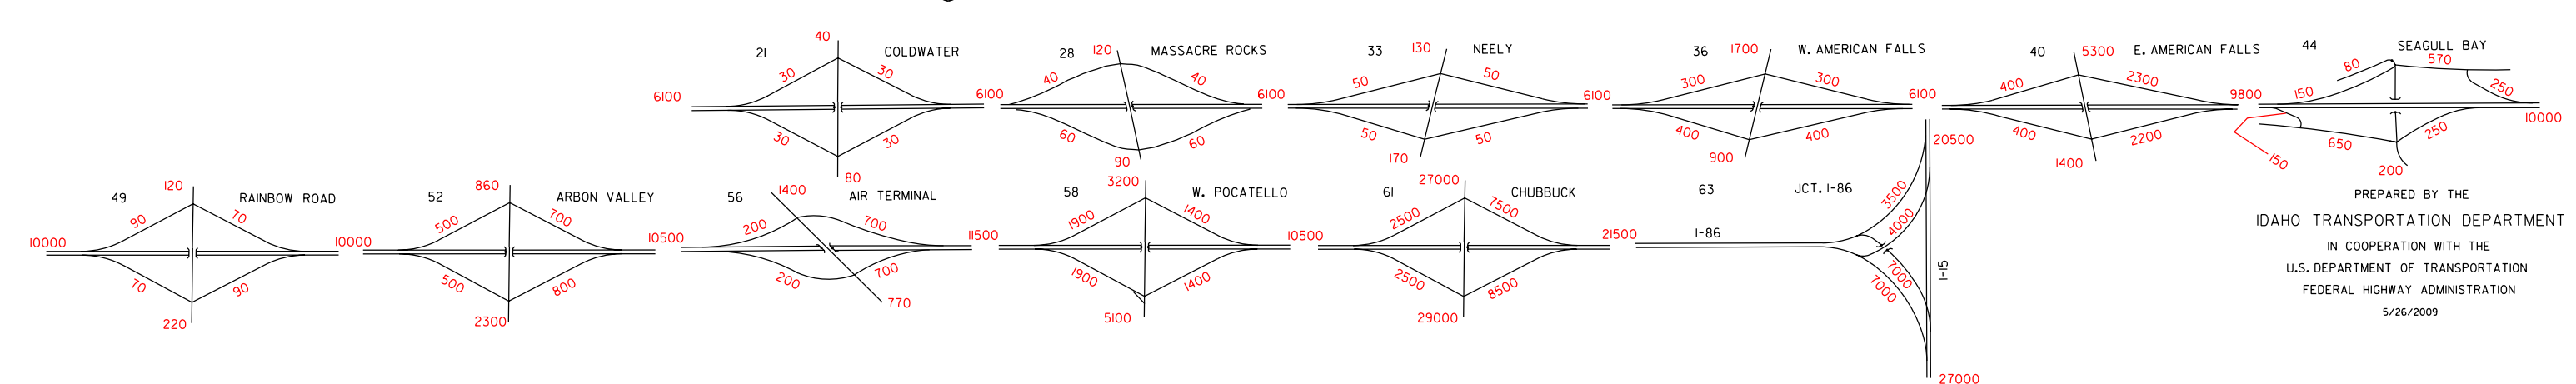 21 40 COLDWATER
30 30
6100 6100
30 30
80
28 120 MASSACRE ROCKS
40 40
6100
60 60
90
33 130 NEELY
50 50
6100
50 50
170
36 1700 W. AMERICAN FALLS
300 300
6100
400 400
900
40 5300 E. AMERICAN FALLS
400 2300
9800
400 2200
1400
44 SEAGULL BAY
80 570
150 250
10000
650 250
150 200
49 120 RAINBOW ROAD
90 70
10000 10000
70 90
220
52 860 ARBON VALLEY
500 700
10500
500 800
2300
56 1400 AIR TERMINAL
200 700
11500
200 700
770
58 3200 W. POCATELLO
1900 1400
10500
1900 1400
5100
61 27000 CHUBBUCK
2500 7500
21500
2500 8500
29000
63 JCT. I-86
20500
3500
4000
I-86
7000
7000
I-15
27000
PREPARED BY THE
IDAHO TRANSPORTATION DEPARTMENT
IN COOPERATION WITH THE
U.S. DEPARTMENT OF TRANSPORTATION
FEDERAL HIGHWAY ADMINISTRATION
5/26/2009